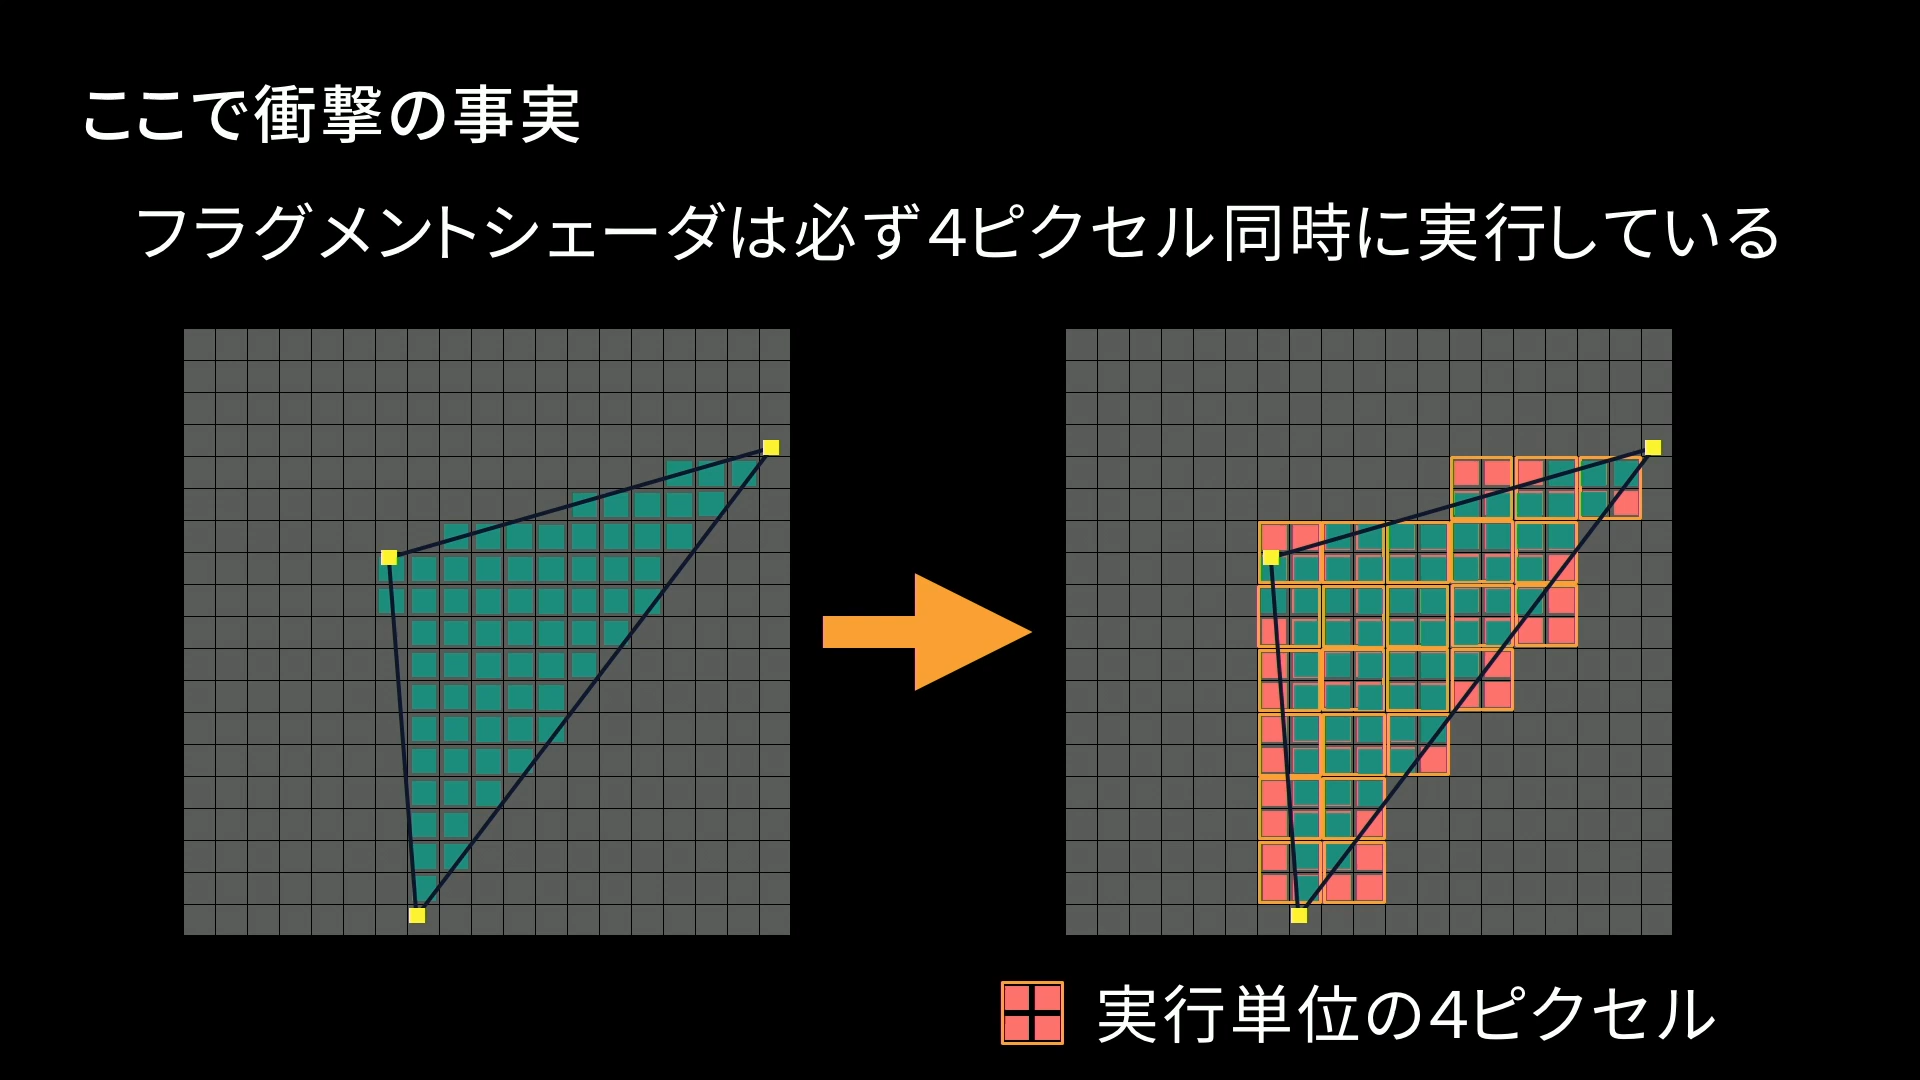 ここで衝撃の事実
フラグメントシェーダは必ず4ピクセル同時に実行している
実行単位の4ピクセル